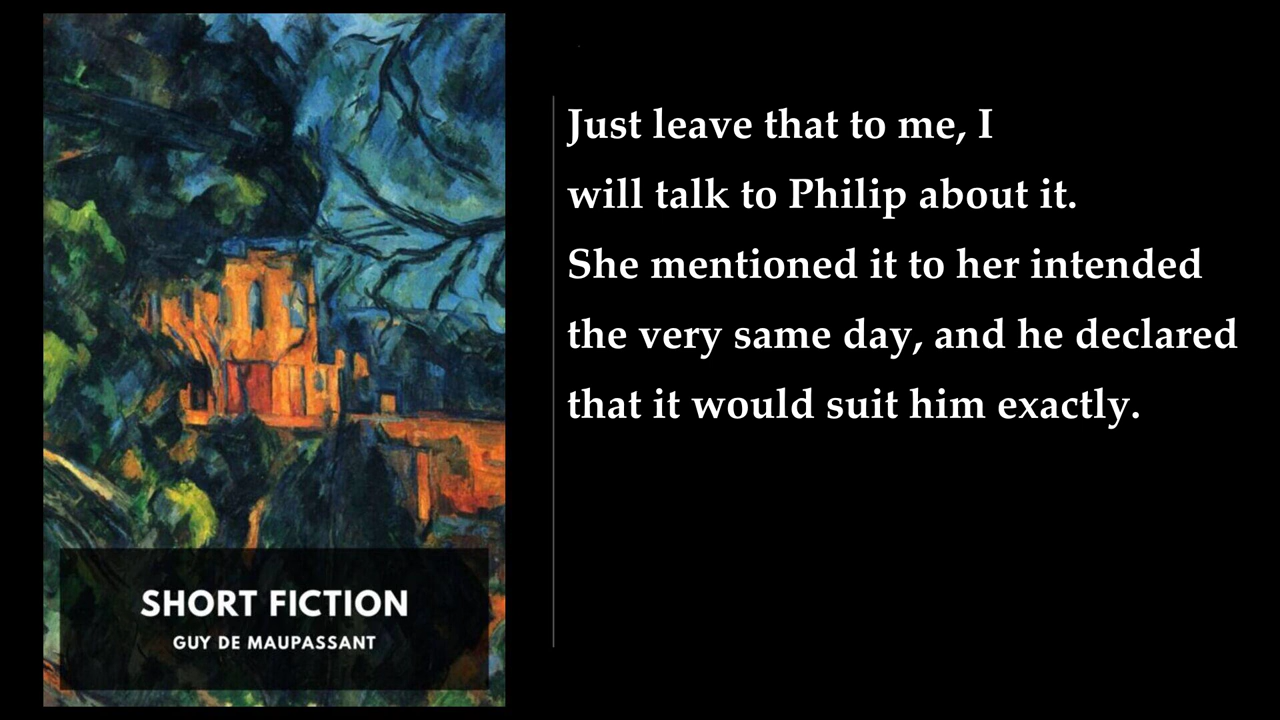 Just leave that to me, I
will talk to Philip about it.
She mentioned it to her intended
the very same day, and he declared
that it would suit him exactly.
SHORT FICTION
GUY DE MAUPASSANT